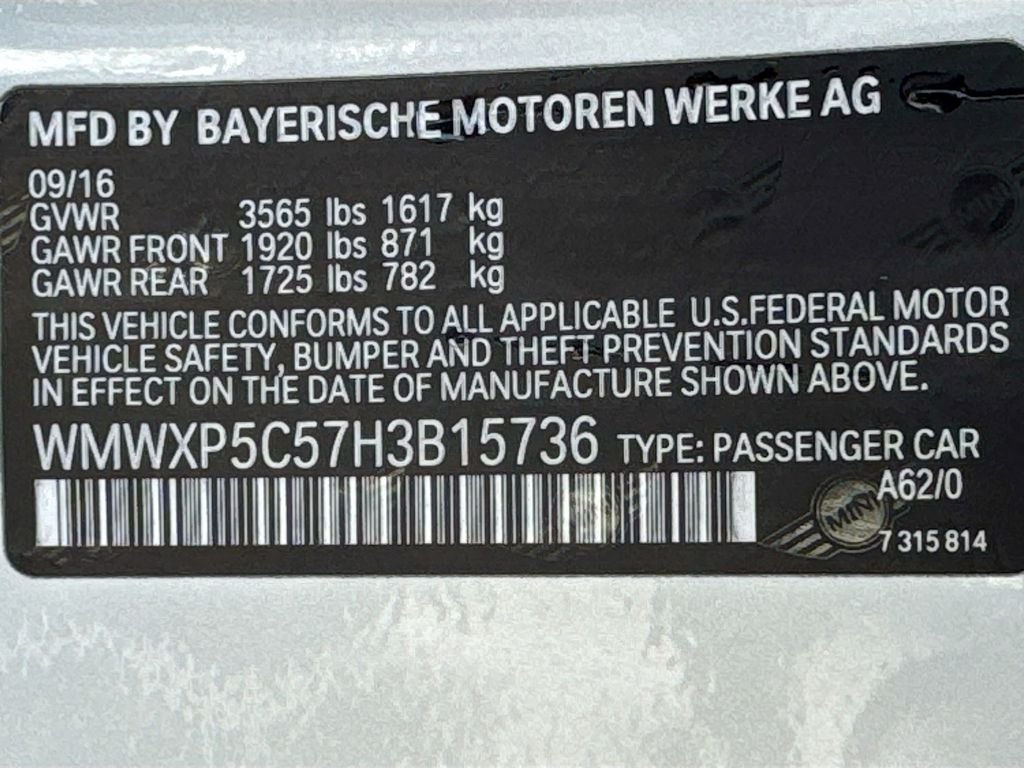 MFD BY BAYERISCHE MOTOREN WERKE AG
09/16
GVWR 3565 lbs 1617 kg
GAWR FRONT 1920 lbs 871 kg
GAWR REAR 1725 lbs 782 kg
THIS VEHICLE CONFORMS TO ALL APPLICABLE U.S.FEDERAL MOTOR
VEHICLE SAFETY, BUMPER AND THEFT PREVENTION STANDARDS
IN EFFECT ON THE DATE OF MANUFACTURE SHOWN ABOVE.
WMWXP5C57H3B15736 TYPE: PASSENGER CAR
A62/0
MINI
7 315 814